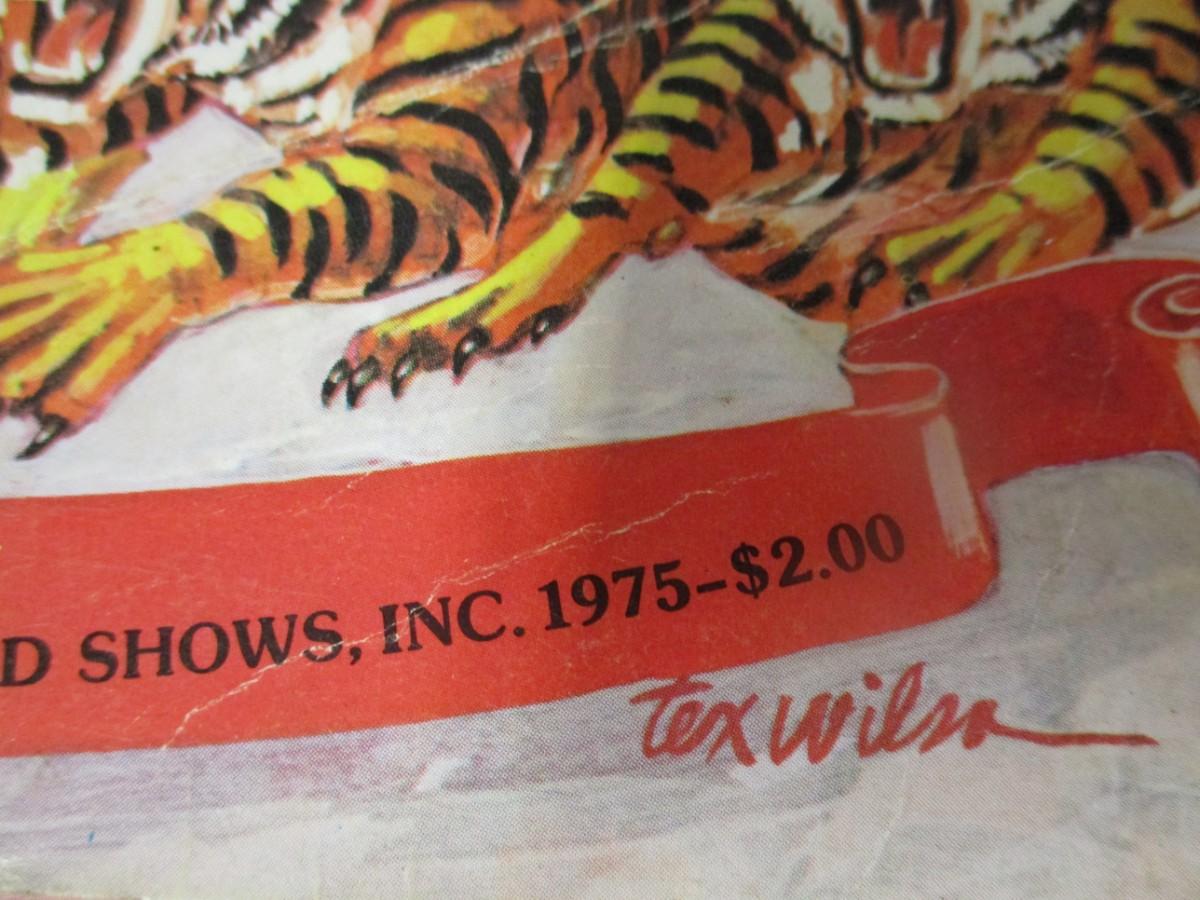 D SHOWS, INC. 1975–$2.00
tex wilson